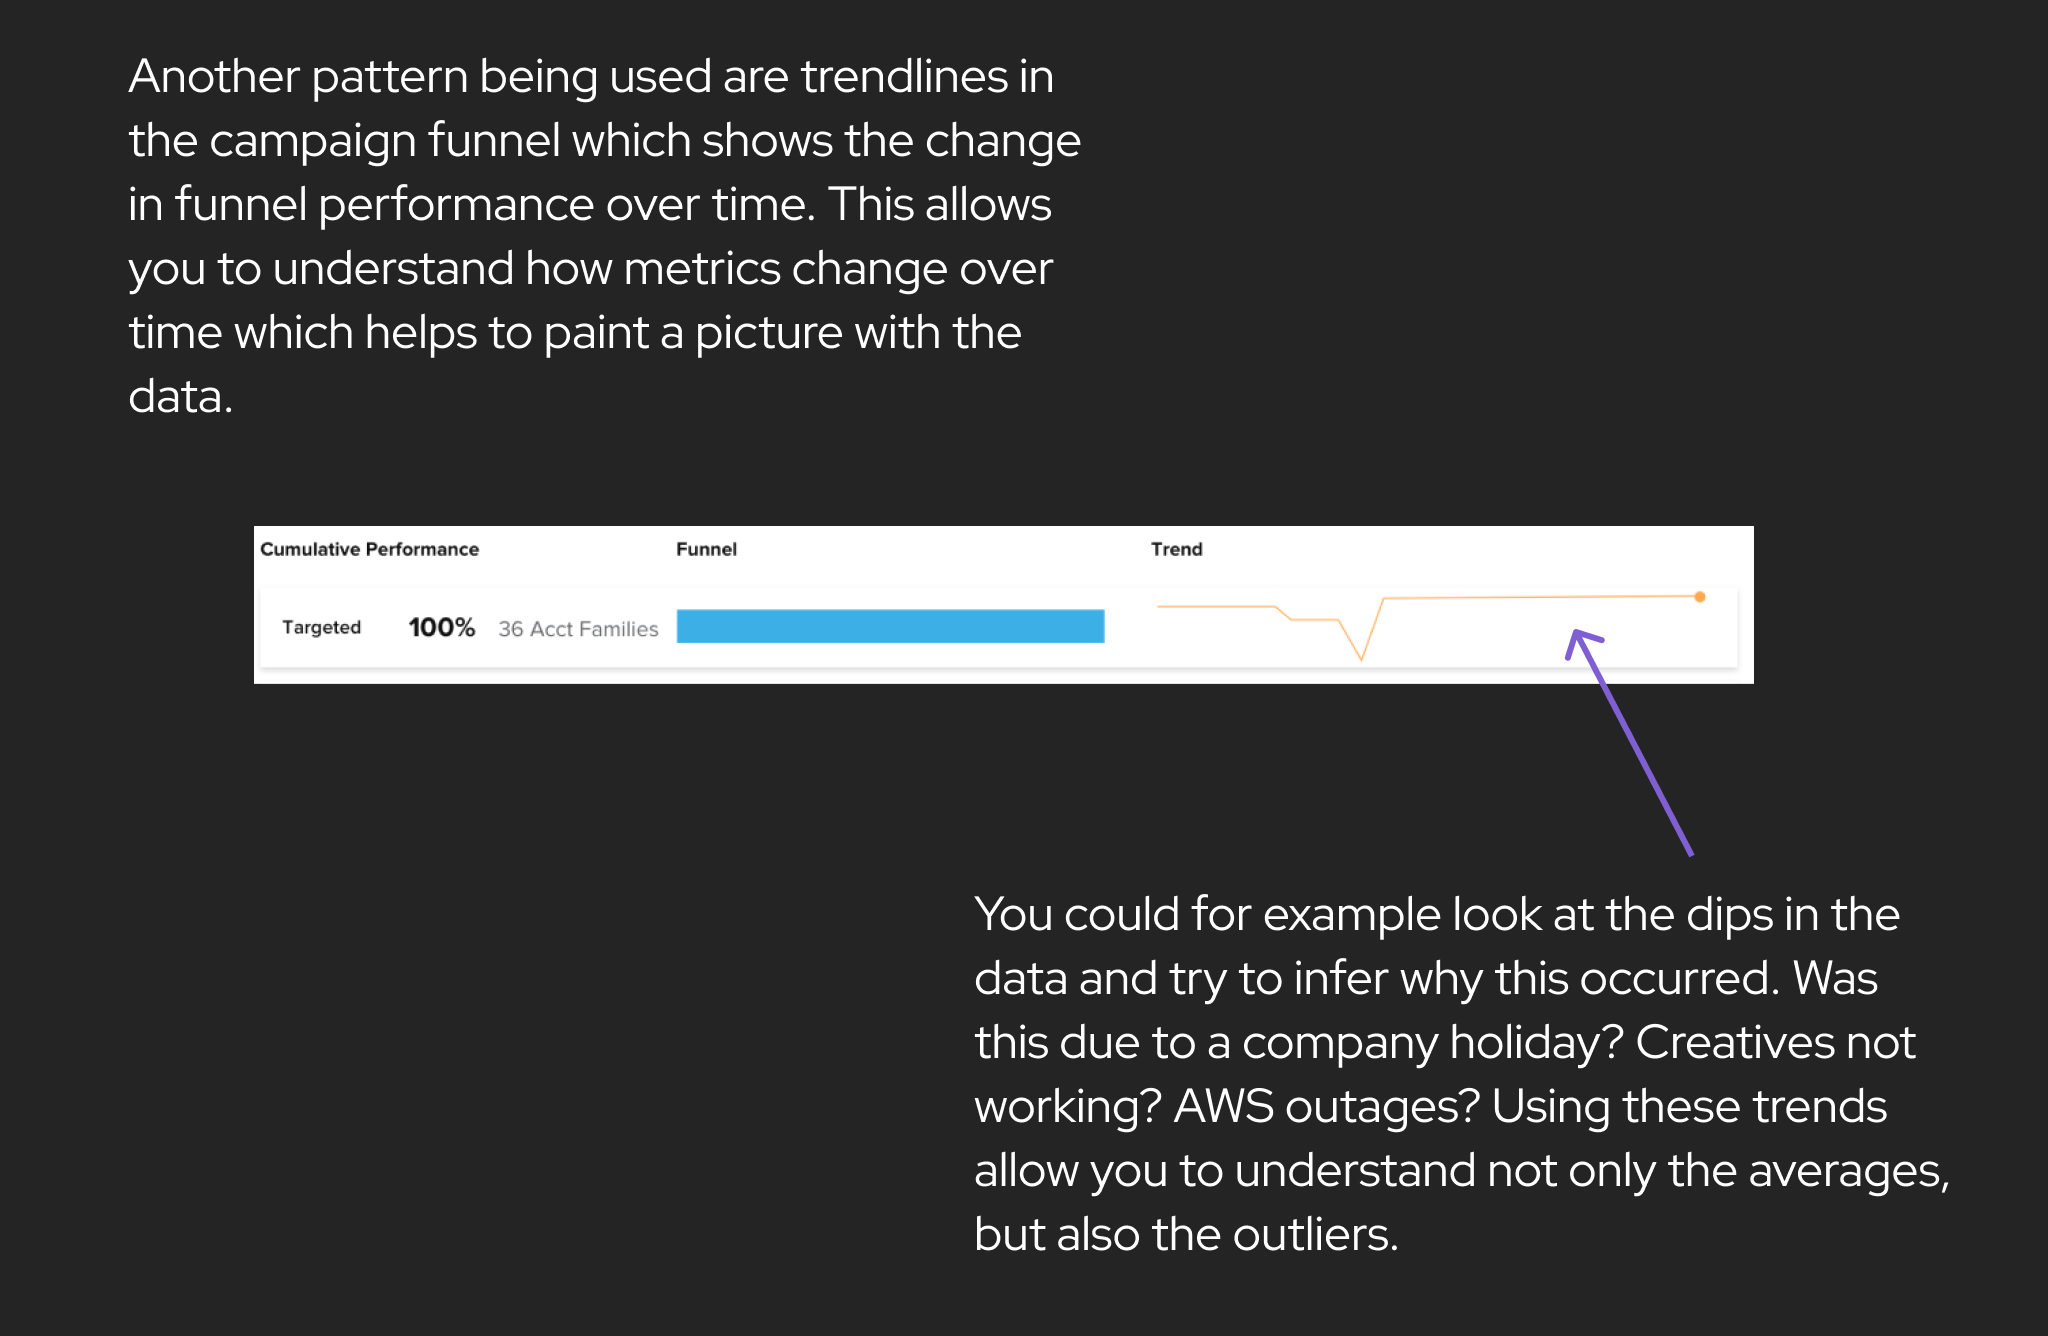 Another pattern being used are trendlines in
the campaign funnel which shows the change
in funnel performance over time. This allows
you to understand how metrics change over
time which helps to paint a picture with the
data.
Cumulative Performance
Funnel
Trend
Targeted 100% 36 Acct Families
You could for example look at the dips in the
data and try to infer why this occurred. Was
this due to a company holiday? Creatives not
working? AWS outages? Using these trends
allow you to understand not only the averages,
but also the outliers.